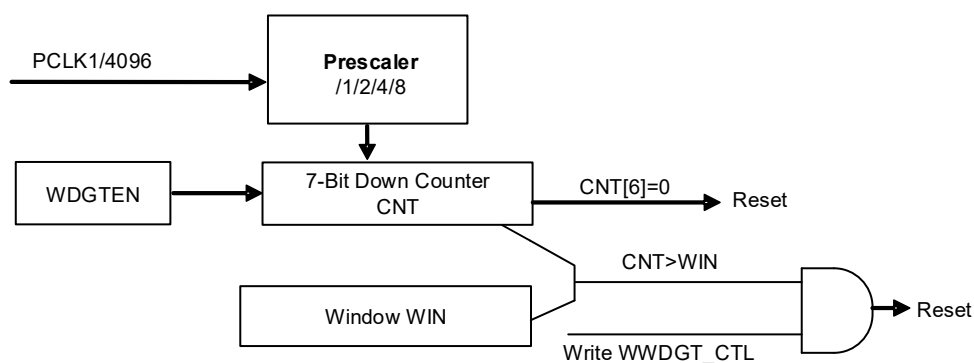 PCLK1/4096
Prescaler
/1/2/4/8
WDGTEN
7-Bit Down Counter
CNT
CNT[6]=0
Reset
CNT>WIN
Window WIN
Reset
Write WWDGT_CTL